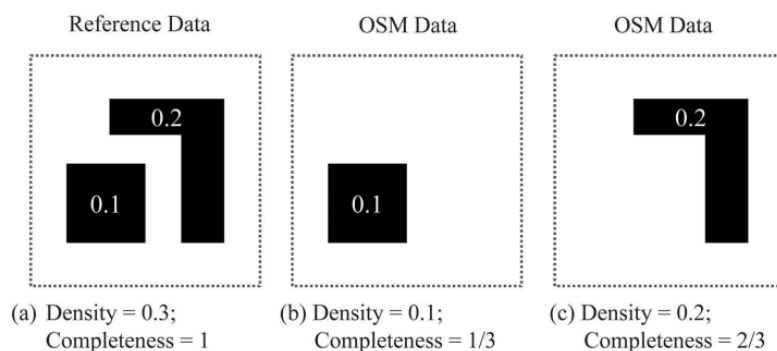 Reference Data
OSM Data
OSM Data
0.2
0.2
0.1
0.1
(a) Density = 0.3;
Completeness = 1
(b) Density = 0.1;
Completeness = 1/3
(c) Density = 0.2;
Completeness = 2/3